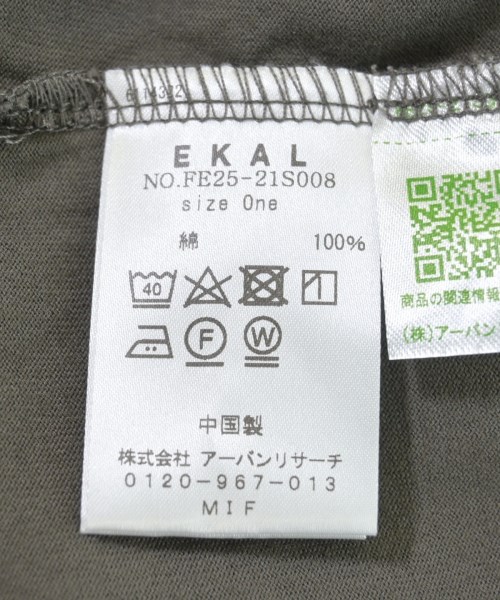 6114372
EKAL
NO.FE25-21S008
size One
綿 100%
40
F W
中国製
株式会社 アーバンリサーチ
0120-967-013
MIF
商品の関連情報
(株)アーバン